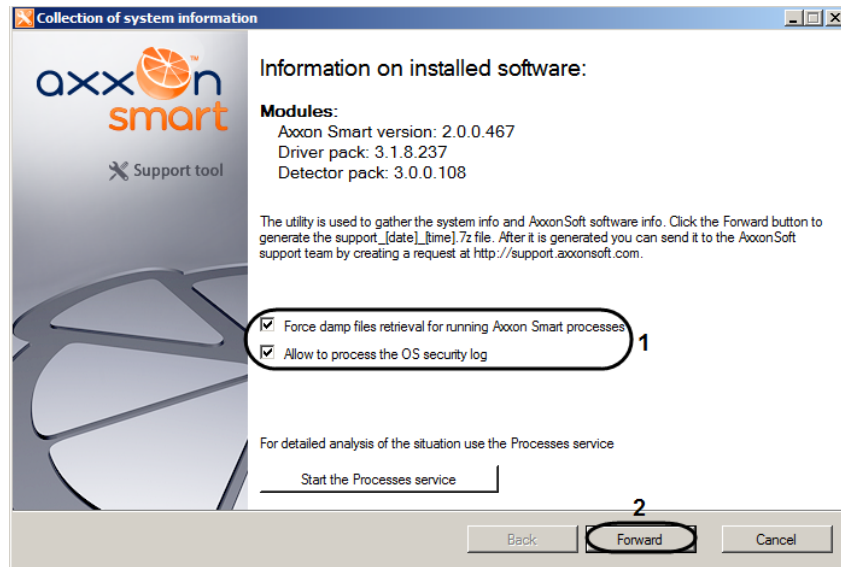 Collection of system information
axxon
smart
Support tool
Information on installed software:
Modules:
Axxon Smart version: 2.0.0.467
Driver pack: 3.1.8.237
Detector pack: 3.0.0.108
The utility is used to gather the system info and AxxonSoft software info. Click the Forward button to
generate the support_[date]_[time].7z file. After it is generated you can send it to the AxxonSoft
support team by creating a request at http://support.axxonsoft.com.
Force damp files retrieval for running Axxon Smart processes
1
Allow to process the OS security log
For detailed analysis of the situation use the Processes service
Start the Processes service
2
Back
Forward
Cancel